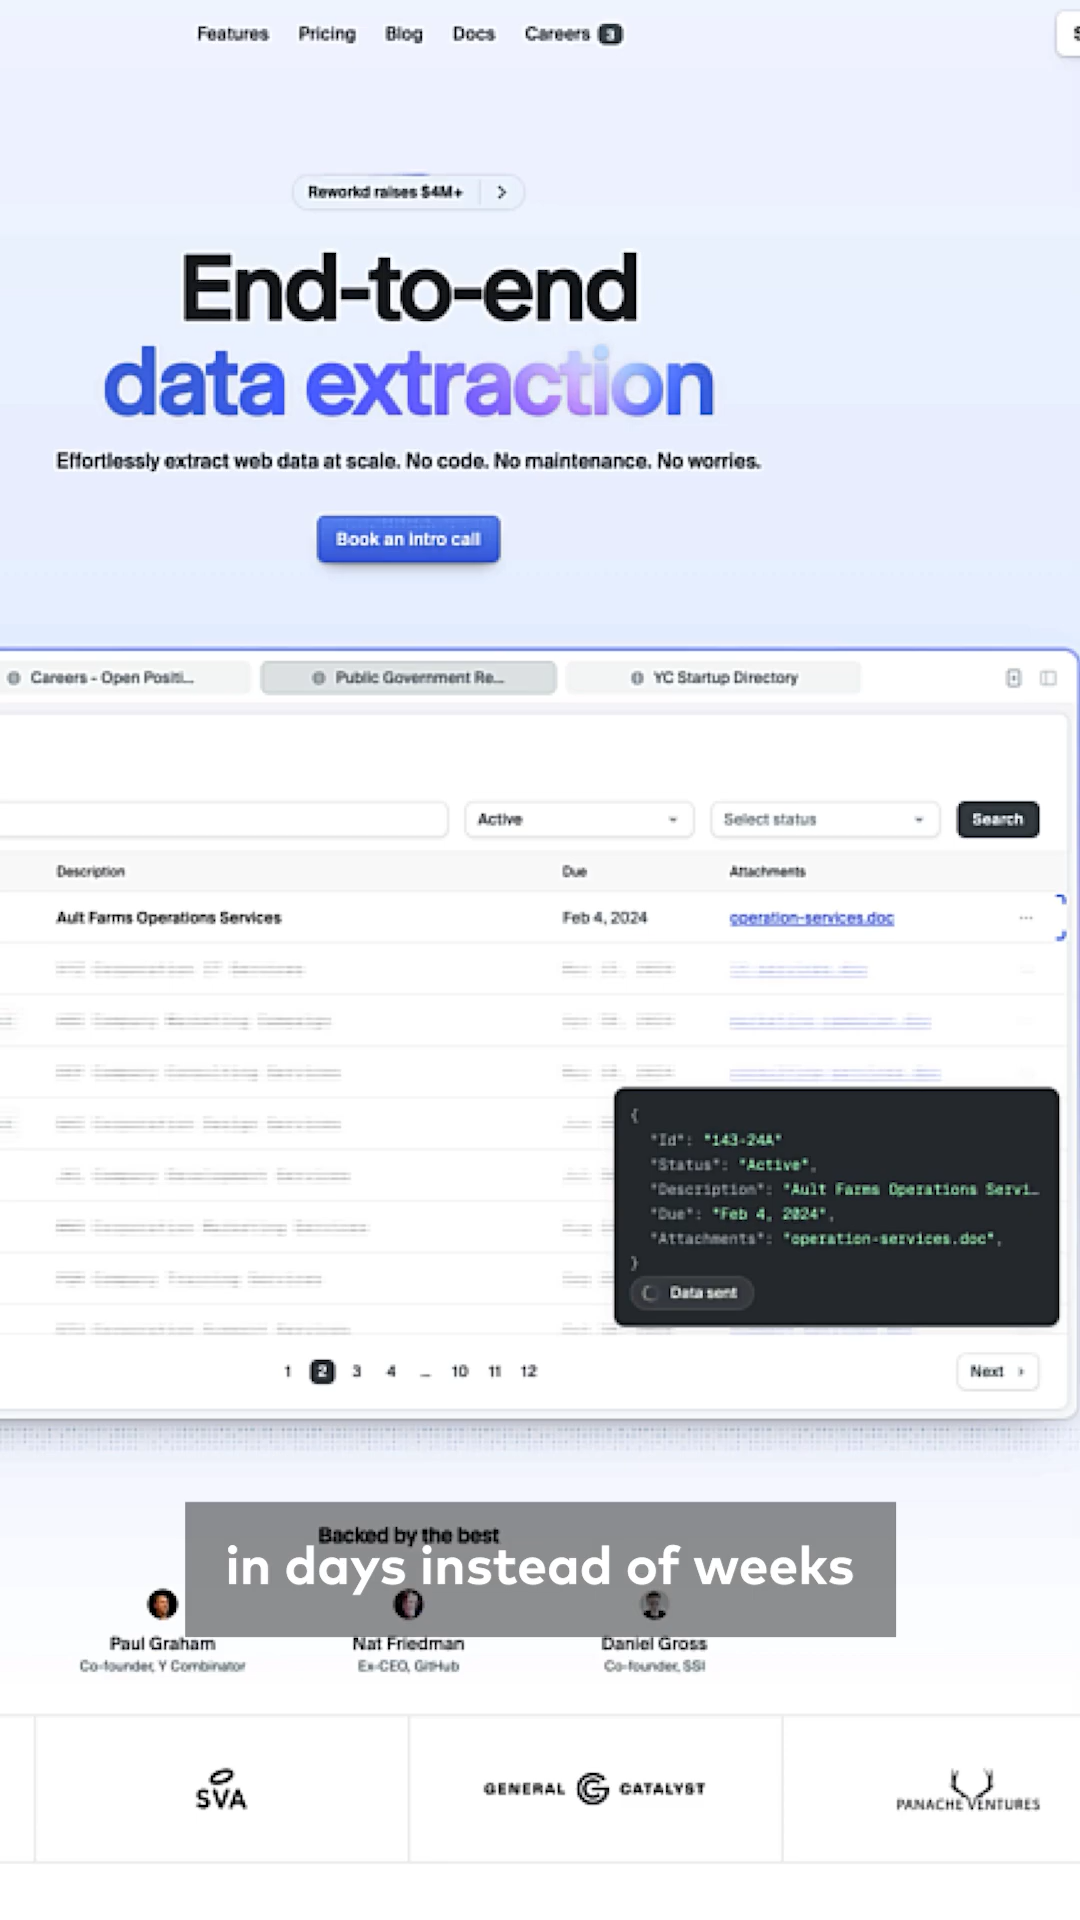 Features Pricing Blog Docs Careers 3
Reworkd raises $4M+
End-to-end
data extraction
Effortlessly extract web data at scale. No code. No maintenance. No worries.
Book an intro call
Careers - Open Positi...
Public Government Re...
YC Startup Directory
Active
Select status
Search
Description Due Attachments
Ault Farms Operations Services Feb 4, 2024 operation-services.doc ...
{
"Id": "143-24A"
"Status": "Active",
"Description": "Ault Farms Operations Servi...
"Due": "Feb 4, 2024",
"Attachments": "operation-services.doc",
}
Data sent
1 2 3 4 ... 10 11 12
Next
Backed by the best
in days instead of weeks
Paul Graham
Co-founder, Y Combinator
Nat Friedman
Ex-CEO, GitHub
Daniel Gross
Co-founder, SSI
SVA
GENERAL CATALYST
PANACHE VENTURES